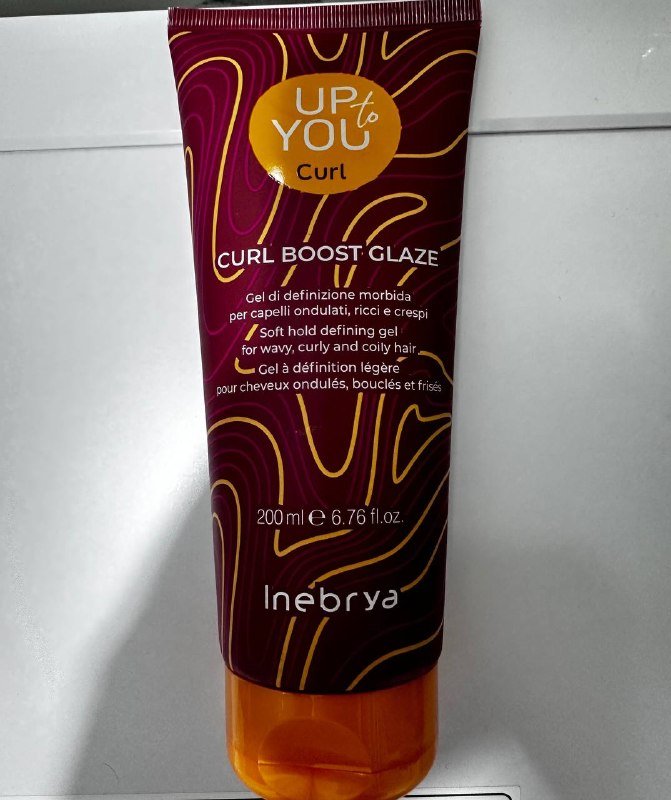 UP to
YOU
Curl
CURL BOOST GLAZE
Gel di definizione morbida
per capelli ondulati, ricci e crespi
Soft hold defining gel
for wavy, curly and coily hair
Gel à définition légère
pour cheveux ondulés, bouclés et frisés
200 ml ℮ 6.76 fl.oz.
Inebrya